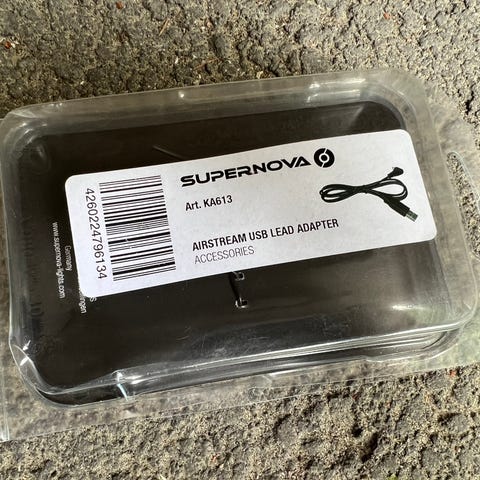 SUPERNOVA
Art. KA613
AIRSTREAM USB LEAD ADAPTER
ACCESSORIES
4260224796134
Germany
www.supernova-lights.com